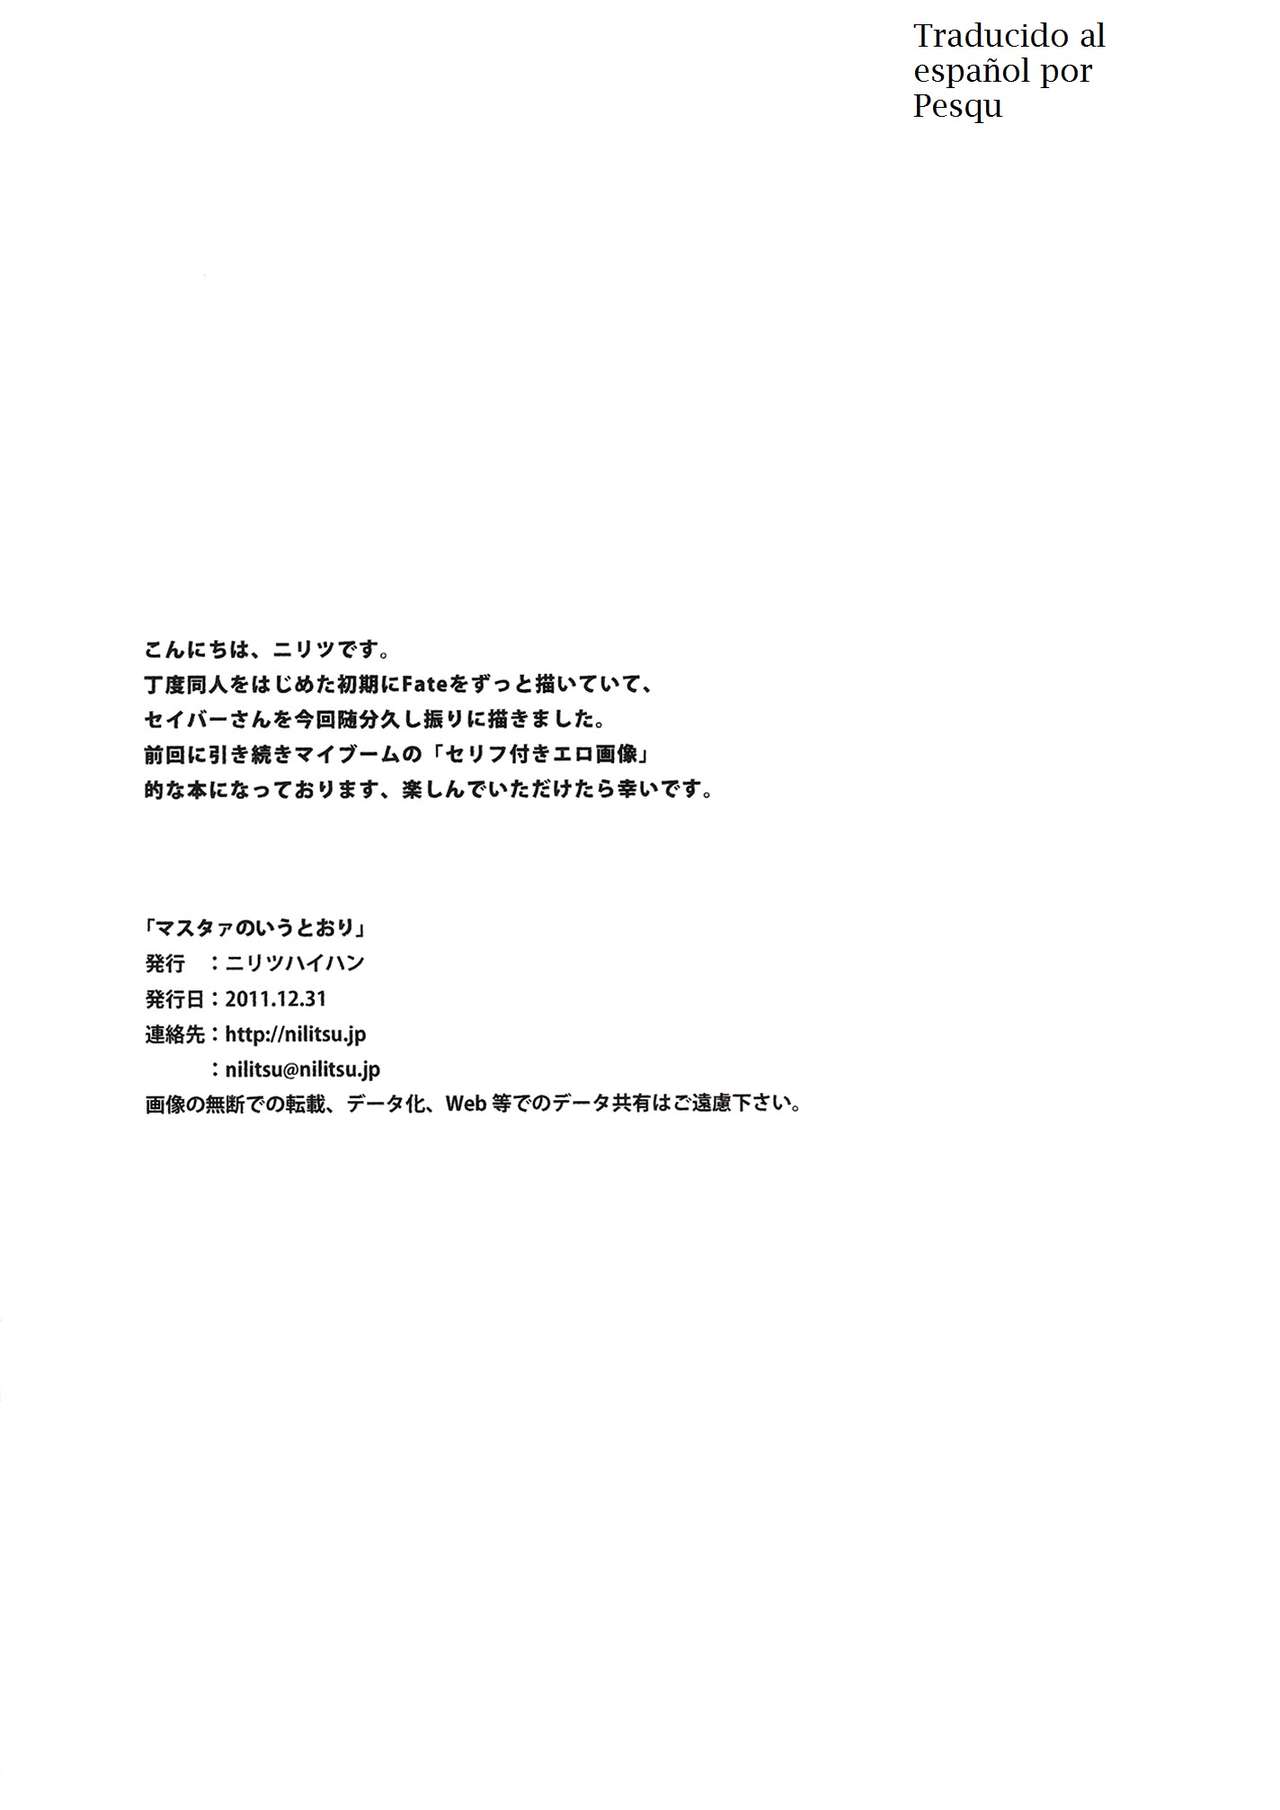 Traducido al
español por
Pesqu
こんにちは、ニリツです。
丁度同人をはじめた初期にFateをずっと描いていて、
セイバーさんを今回随分久し振りに描きました。
前回に引き続きマイブームの「セリフ付きエロ画像」
的な本になっております、楽しんでいただけたら幸いです。
「マスタァのいうとおり」
発行　：ニリツハイハン
発行日：2011.12.31
連絡先：http://nilitsu.jp
：nilitsu@nilitsu.jp
画像の無断での転載、データ化、Web 等でのデータ共有はご遠慮下さい。